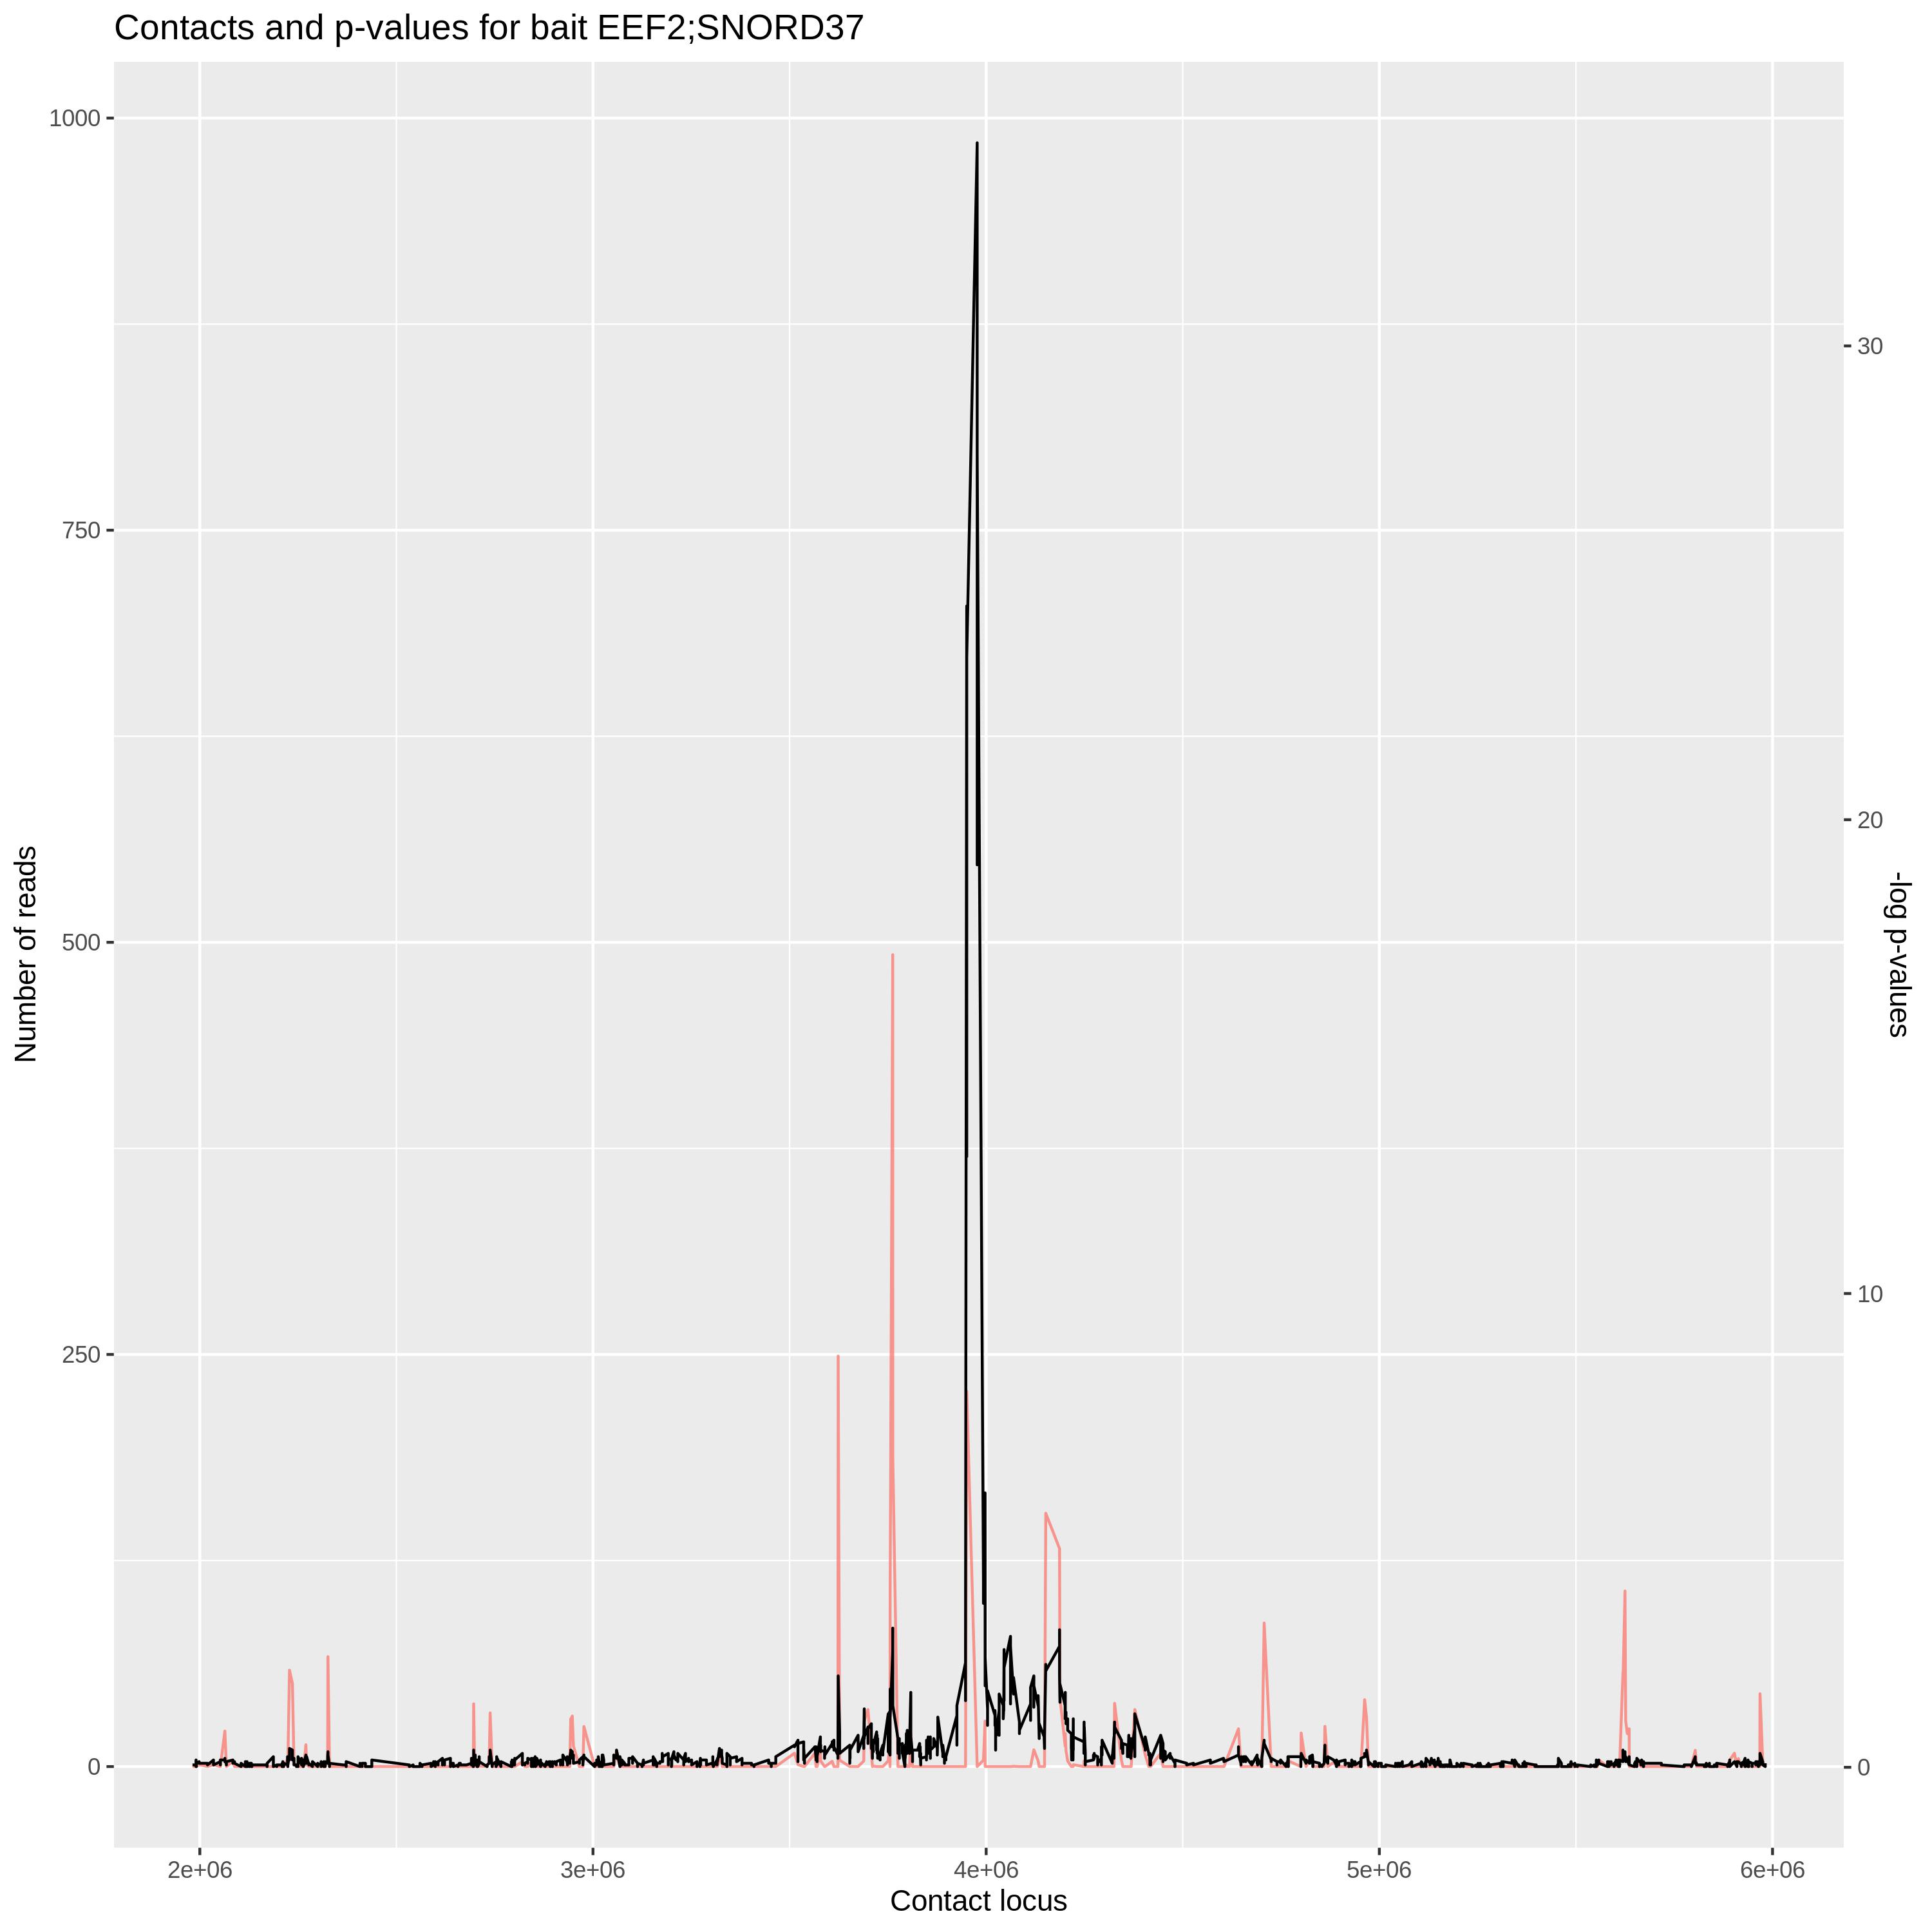 Contacts and p-values for bait EEF2;SNORD37
1000
750
500
250
0
Number of reads
30
20
10
0
-log p-values
2e+06
3e+06
4e+06
5e+06
6e+06
Contact locus